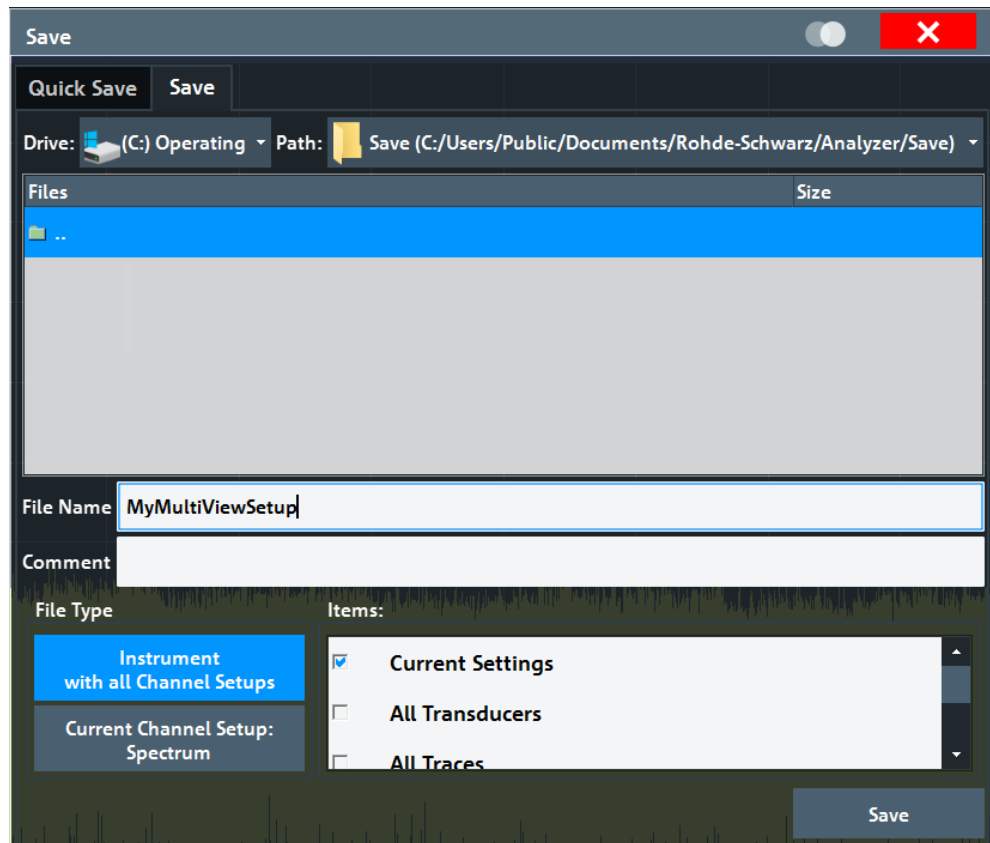 Save
Quick Save Save
Drive: (C:) Operating Path: Save (C:/Users/Public/Documents/Rohde-Schwarz/Analyzer/Save)
Files Size
..
File Name MyMultiViewSetup
Comment
File Type Items:
Instrument
with all Channel Setups
Current Channel Setup:
Spectrum
Current Settings
All Transducers
All Traces
Save